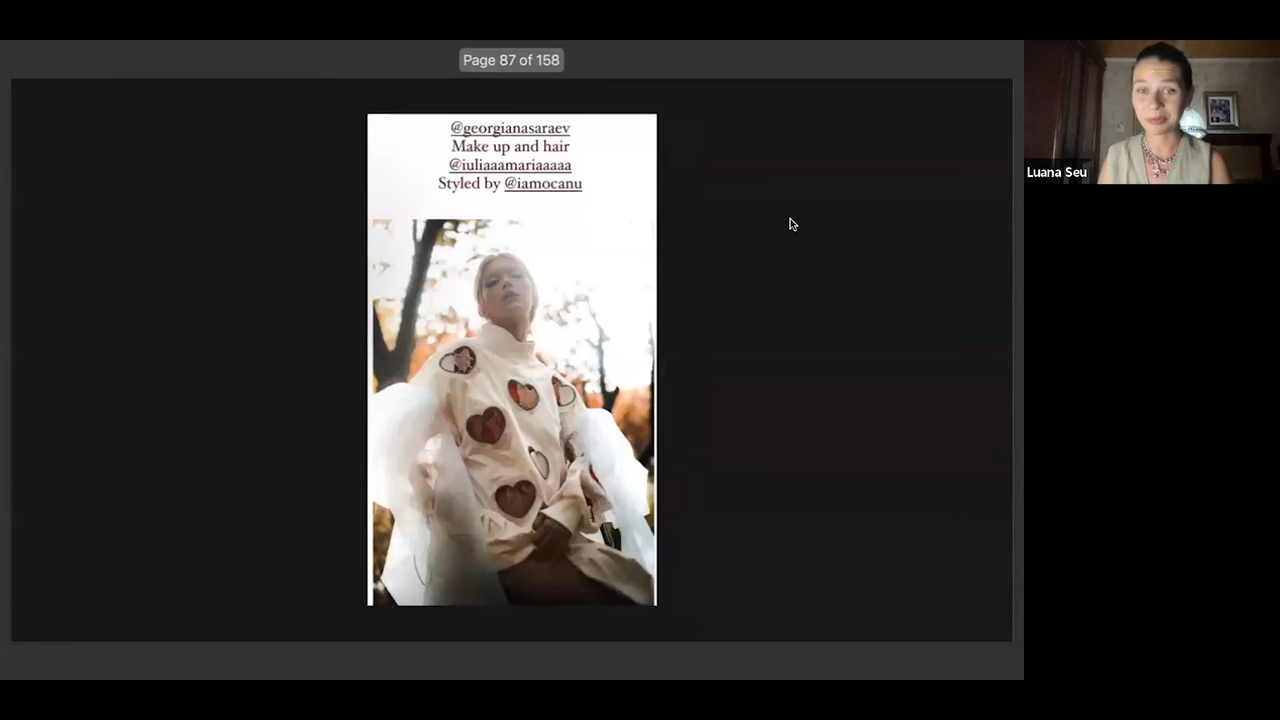 Page 87 of 158
@georgianasaraev
Make up and hair
@iuliaaamariaaaaa
Styled by @iamocanu
Luana Seu